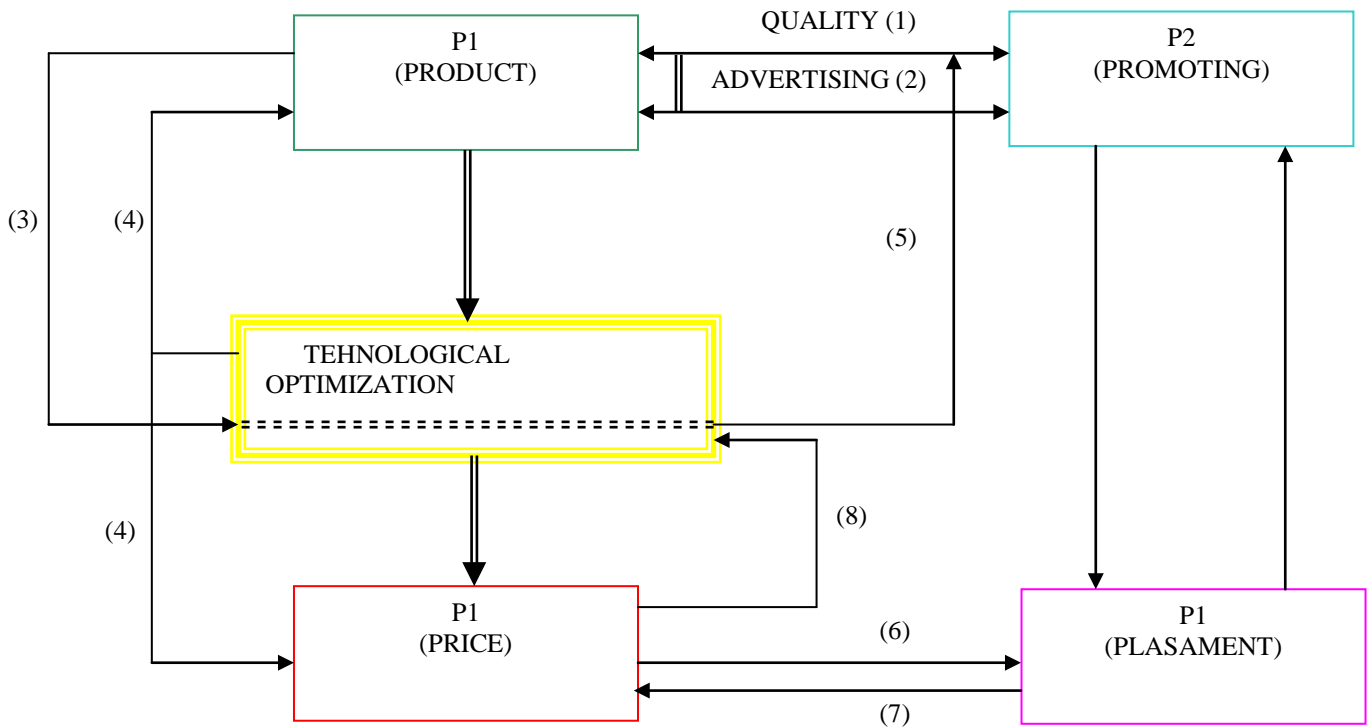 QUALITY (1)
P1
(PRODUCT)
P2
(PROMOTING)
ADVERTISING (2)
(3)
(4)
(5)
TEHNOLOGICAL
OPTIMIZATION
(4)
(8)
P1
(PRICE)
(6)
P1
(PLASAMENT)
(7)